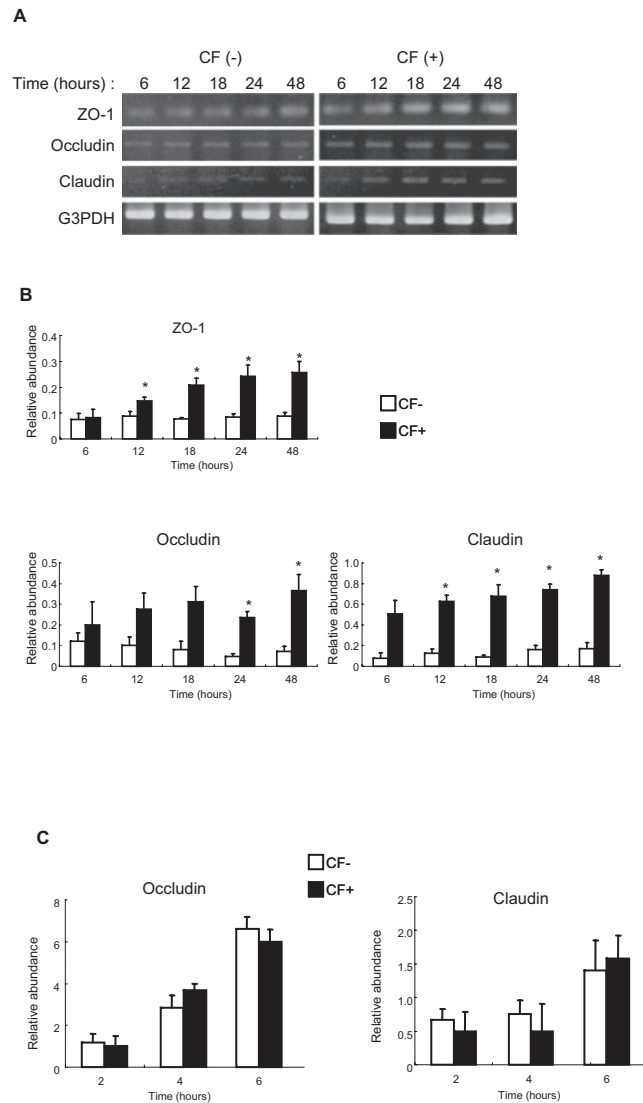 A
CF (-) CF (+)
Time (hours) : 6 12 18 24 48 6 12 18 24 48
ZO-1
Occludin
Claudin
G3PDH
B
ZO-1
Relative abundance
0.4
0.3
0.2
0.1
0
* * * *
6 12 18 24 48
Time (hours)
CF-
CF+
Occludin
Relative abundance
0.5
0.4
0.3
0.2
0.1
0
* *
6 12 18 24 48
Time (hours)
Claudin
Relative abundance
1.0
0.8
0.6
0.4
0.2
0
* * * *
6 12 18 24 48
Time (hours)
C
CF-
CF+
Occludin
Relative abundance
8
6
4
2
0
2 4 6
Time (hours)
Claudin
Relative abundance
2.5
2.0
1.5
1.0
0.5
0
2 4 6
Time (hours)